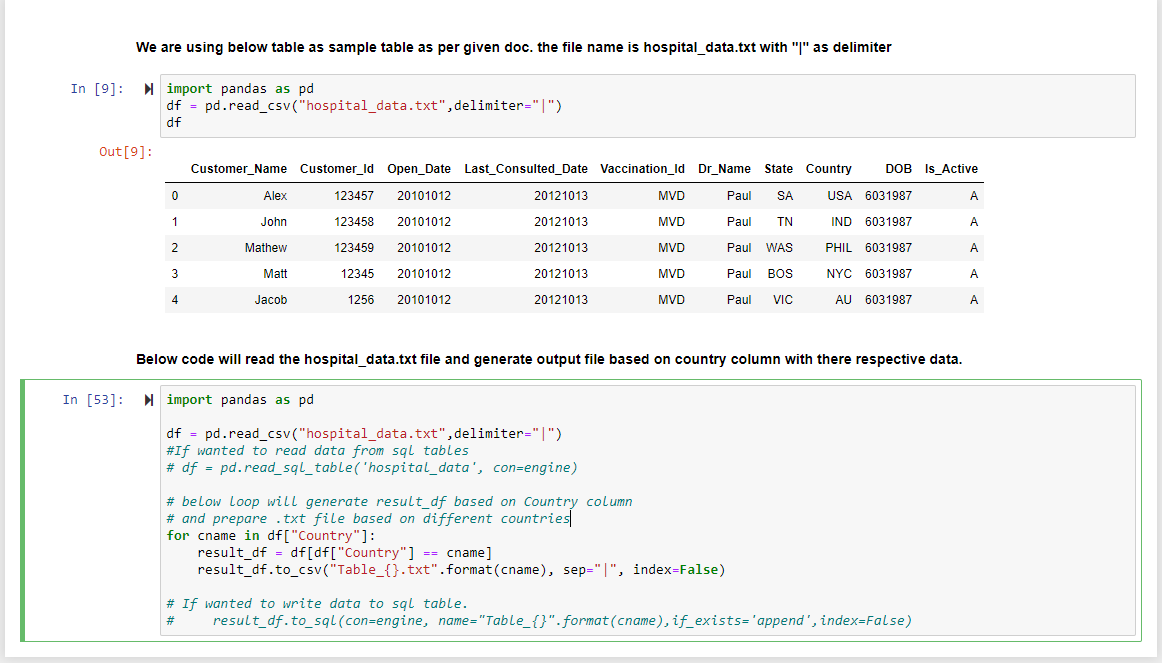 We are using below table as sample table as per given doc. the file name is hospital_data.txt with "|" as delimiter
In [9]:
import pandas as pd
df = pd.read_csv("hospital_data.txt",delimiter="|")
df
Out[9]:
Customer_Name Customer_Id Open_Date Last_Consulted_Date Vaccination_Id Dr_Name State Country DOB Is_Active
0 Alex 123457 20101012 20121013 MVD Paul SA USA 6031987 A
1 John 123458 20101012 20121013 MVD Paul TN IND 6031987 A
2 Mathew 123459 20101012 20121013 MVD Paul WAS PHIL 6031987 A
3 Matt 12345 20101012 20121013 MVD Paul BOS NYC 6031987 A
4 Jacob 1256 20101012 20121013 MVD Paul VIC AU 6031987 A
Below code will read the hospital_data.txt file and generate output file based on country column with there respective data.
In [53]:
import pandas as pd
df = pd.read_csv("hospital_data.txt",delimiter="|")
#If wanted to read data from sql tables
# df = pd.read_sql_table('hospital_data', con=engine)
# below loop will generate result_df based on Country column
# and prepare .txt file based on different countries
for cname in df["Country"]:
    result_df = df[df["Country"] == cname]
    result_df.to_csv("Table_{}.txt".format(cname), sep="|", index=False)
# If wanted to write data to sql table.
#     result_df.to_sql(con=engine, name="Table_{}".format(cname),if_exists='append',index=False)